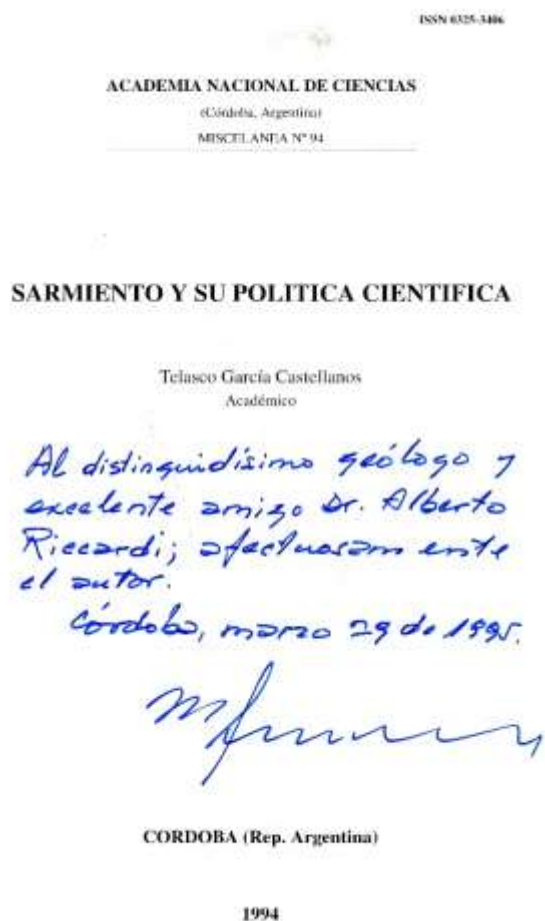 ISSN 0325-3406
ACADEMIA NACIONAL DE CIENCIAS
(Córdoba, Argentina)
MISCELANEA N° 94
SARMIENTO Y SU POLITICA CIENTIFICA
Telasco García Castellanos
Académico
Al distinguidísimo geólogo y
excelente amigo Dr. Alberto
Riccardi; afectuosamente
el autor.
Córdoba, marzo 29 de 1995.
CORDOBA (Rep. Argentina)
1994